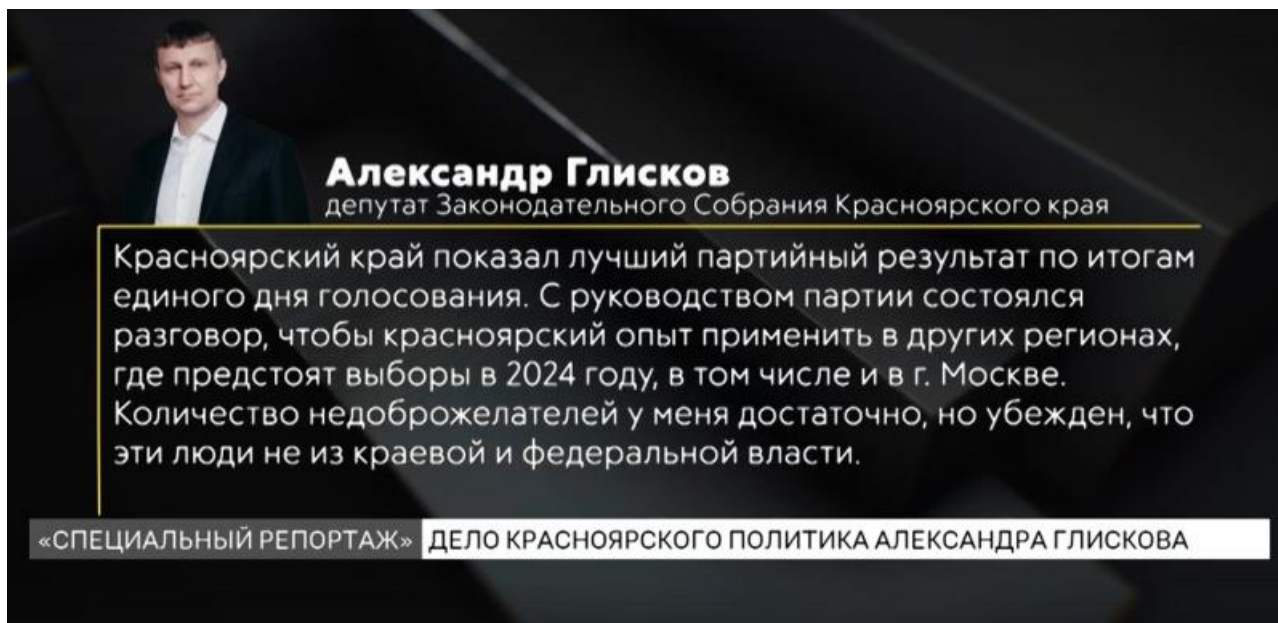 Александр Глисков
депутат Законодательного Собрания Красноярского края
Красноярский край показал лучший партийный результат по итогам
единого дня голосования. С руководством партии состоялся
разговор, чтобы красноярский опыт применить в других регионах,
где предстоят выборы в 2024 году, в том числе и в г. Москве.
Количество недоброжелателей у меня достаточно, но убежден, что
эти люди не из краевой и федеральной власти.
«СПЕЦИАЛЬНЫЙ РЕПОРТАЖ» ДЕЛО КРАСНОЯРСКОГО ПОЛИТИКА АЛЕКСАНДРА ГЛИСКОВА